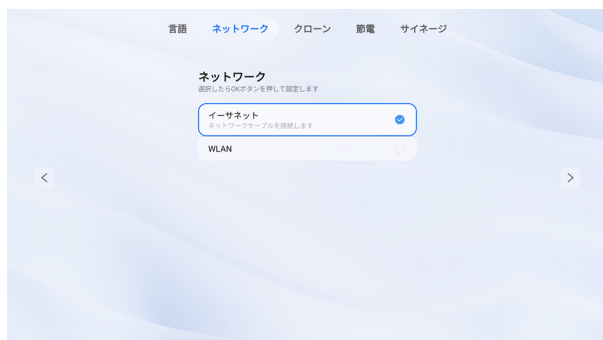 言語 ネットワーク クローン 節電 サイネージ
ネットワーク
選択したらOKボタンを押して設定します
イーサネット
ネットワークケーブルを接続します
WLAN